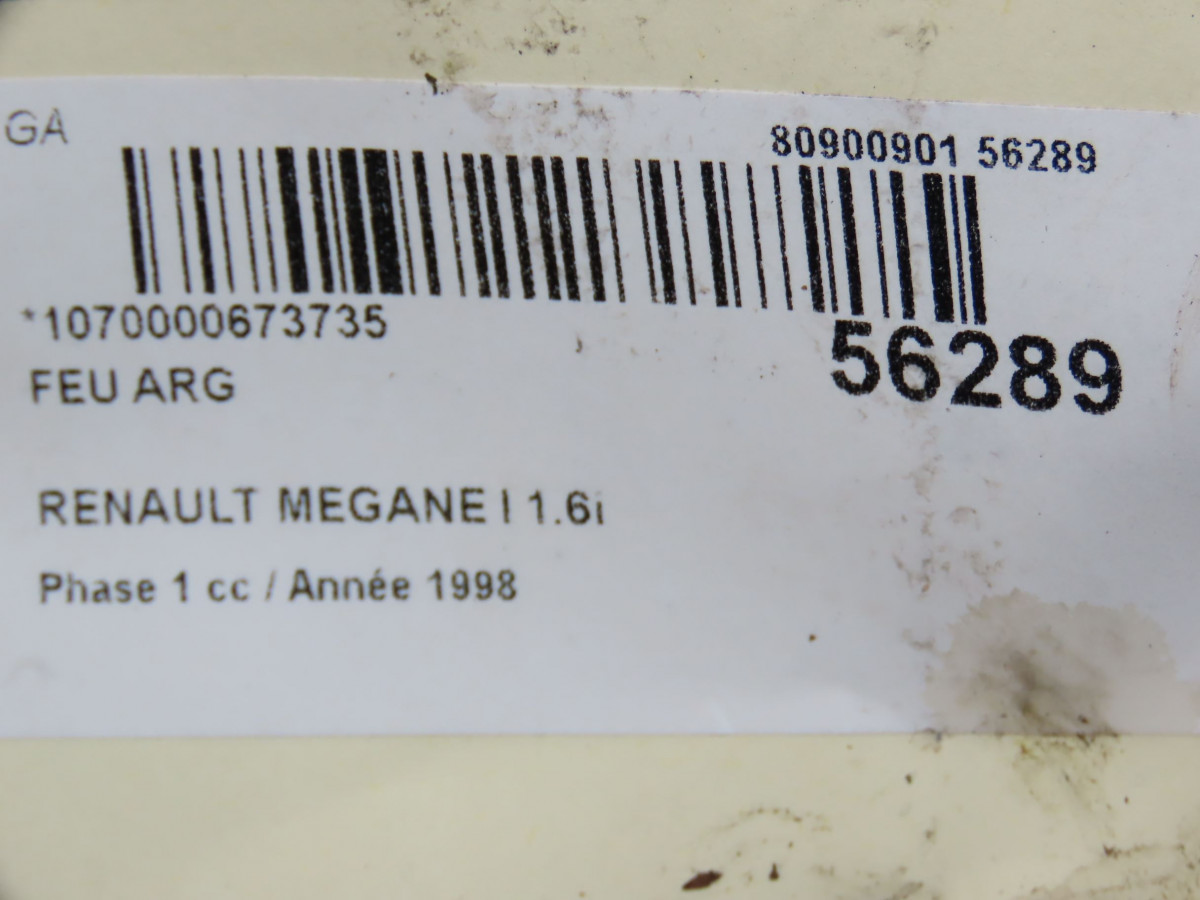 GA
80900901 56289
*1070000673735
56289
FEU ARG
RENAULT MEGANE I 1.6i
Phase 1 cc / Année 1998